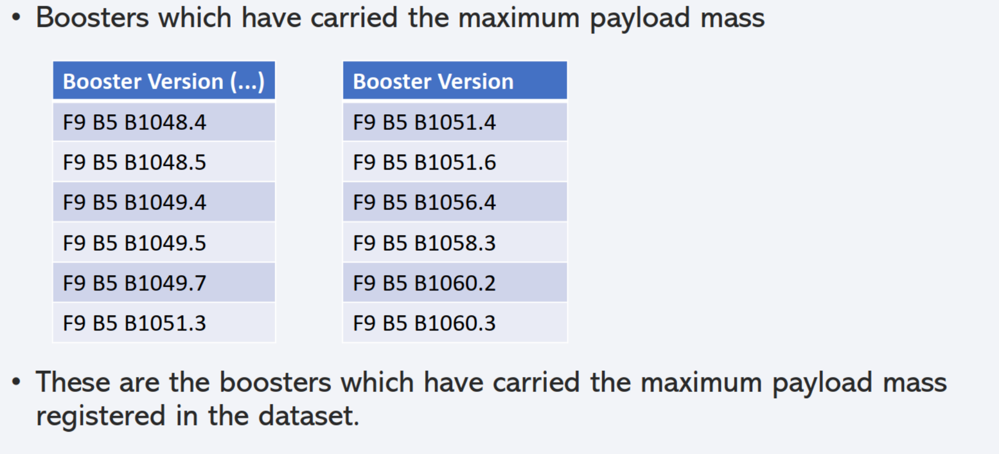 • Boosters which have carried the maximum payload mass
Booster Version (...)
F9 B5 B1048.4
F9 B5 B1048.5
F9 B5 B1049.4
F9 B5 B1049.5
F9 B5 B1049.7
F9 B5 B1051.3
Booster Version
F9 B5 B1051.4
F9 B5 B1051.6
F9 B5 B1056.4
F9 B5 B1058.3
F9 B5 B1060.2
F9 B5 B1060.3
• These are the boosters which have carried the maximum payload mass
registered in the dataset.